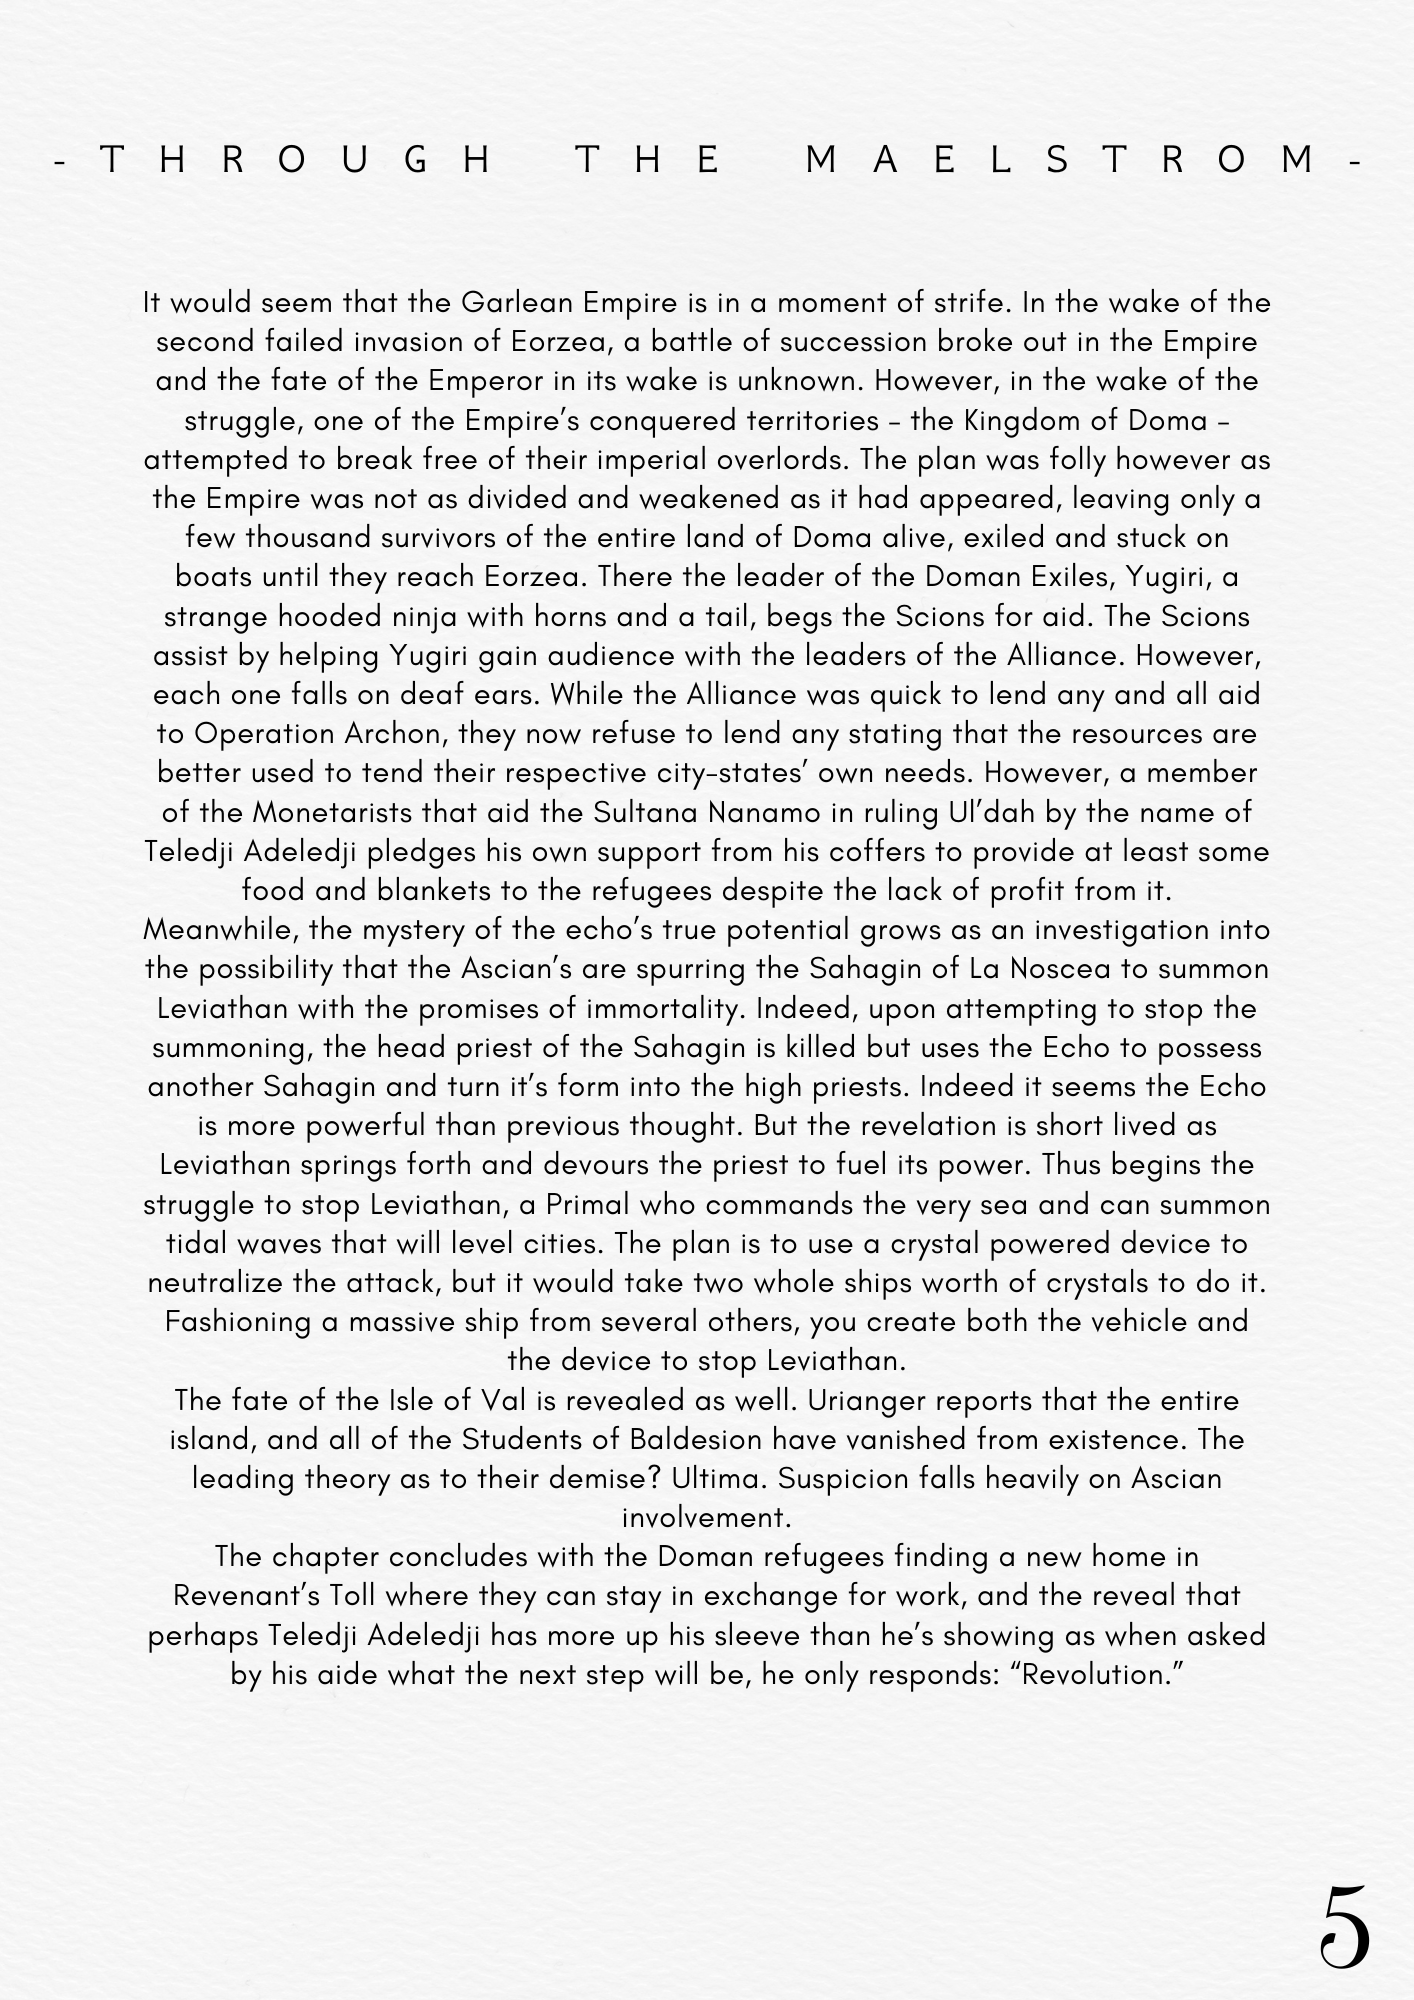 - THROUGH THE MAELSTROM -
It would seem that the Garlean Empire is in a moment of strife. In the wake of the
second failed invasion of Eorzea, a battle of succession broke out in the Empire
and the fate of the Emperor in its wake is unknown. However, in the wake of the
struggle, one of the Empire’s conquered territories – the Kingdom of Doma –
attempted to break free of their imperial overlords. The plan was folly however as
the Empire was not as divided and weakened as it had appeared, leaving only a
few thousand survivors of the entire land of Doma alive, exiled and stuck on
boats until they reach Eorzea. There the leader of the Doman Exiles, Yugiri, a
strange hooded ninja with horns and a tail, begs the Scions for aid. The Scions
assist by helping Yugiri gain audience with the leaders of the Alliance. However,
each one falls on deaf ears. While the Alliance was quick to lend any and all aid
to Operation Archon, they now refuse to lend any stating that the resources are
better used to tend their respective city-states’ own needs. However, a member
of the Monetarists that aid the Sultana Nanamo in ruling Ul’dah by the name of
Teledji Adeledji pledges his own support from his coffers to provide at least some
food and blankets to the refugees despite the lack of profit from it.
Meanwhile, the mystery of the echo’s true potential grows as an investigation into
the possibility that the Ascian’s are spurring the Sahagin of La Noscea to summon
Leviathan with the promises of immortality. Indeed, upon attempting to stop the
summoning, the head priest of the Sahagin is killed but uses the Echo to possess
another Sahagin and turn it’s form into the high priests. Indeed it seems the Echo
is more powerful than previous thought. But the revelation is short lived as
Leviathan springs forth and devours the priest to fuel its power. Thus begins the
struggle to stop Leviathan, a Primal who commands the very sea and can summon
tidal waves that will level cities. The plan is to use a crystal powered device to
neutralize the attack, but it would take two whole ships worth of crystals to do it.
Fashioning a massive ship from several others, you create both the vehicle and
the device to stop Leviathan.
The fate of the Isle of Val is revealed as well. Urianger reports that the entire
island, and all of the Students of Baldesion have vanished from existence. The
leading theory as to their demise? Ultima. Suspicion falls heavily on Ascian
involvement.
The chapter concludes with the Doman refugees finding a new home in
Revenant’s Toll where they can stay in exchange for work, and the reveal that
perhaps Teledji Adeledji has more up his sleeve than he’s showing as when asked
by his aide what the next step will be, he only responds: “Revolution.”
5